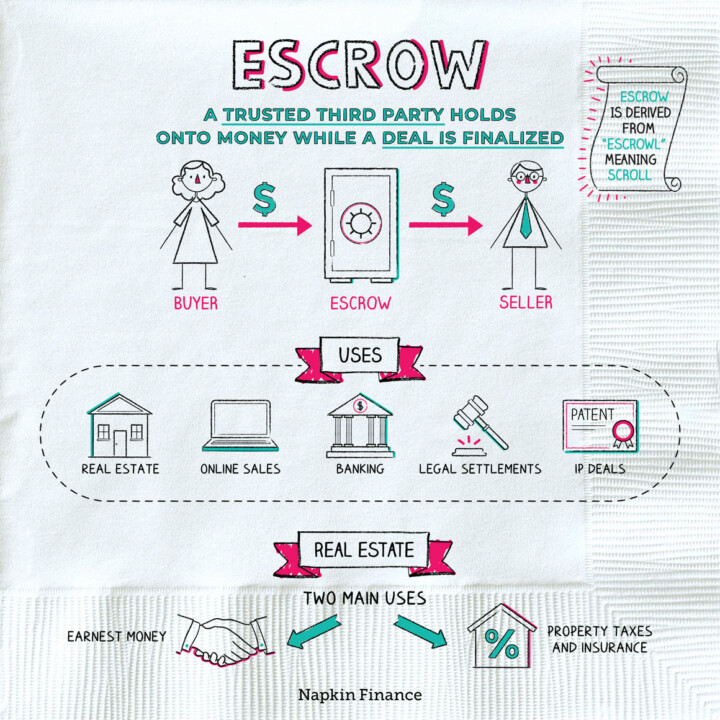 ESCROW
A TRUSTED THIRD PARTY HOLDS
ONTO MONEY WHILE A DEAL IS FINALIZED
ESCROW
IS DERIVED
FROM
"ESCROWL"
MEANING
SCROLL
$
$
BUYER
ESCROW
SELLER
USES
$
PATENT
REAL ESTATE
ONLINE SALES
BANKING
LEGAL SETTLEMENTS
IP DEALS
REAL ESTATE
TWO MAIN USES
EARNEST MONEY
%
PROPERTY TAXES
AND INSURANCE
Napkin Finance